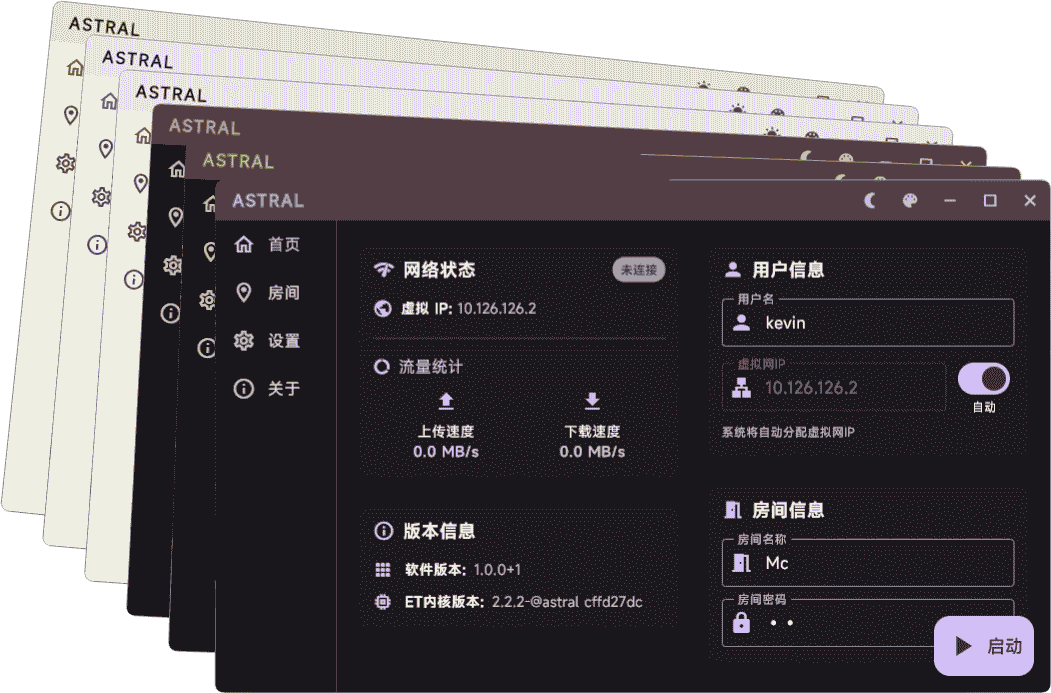 ASTRAL
ASTRAL
ASTRAL
ASTRAL
ASTRAL
ASTRAL
首页
房间
设置
关于
网络状态
未连接
虚拟 IP: 10.126.126.2
流量统计
上传速度
0.0 MB/s
下载速度
0.0 MB/s
版本信息
软件版本: 1.0.0+1
ET内核版本: 2.2.2-@astral cffd27dc
用户信息
用户名
kevin
虚拟网IP
10.126.126.2
自动
系统将自动分配虚拟网IP
房间信息
房间名称
Mc
房间密码
••
启动